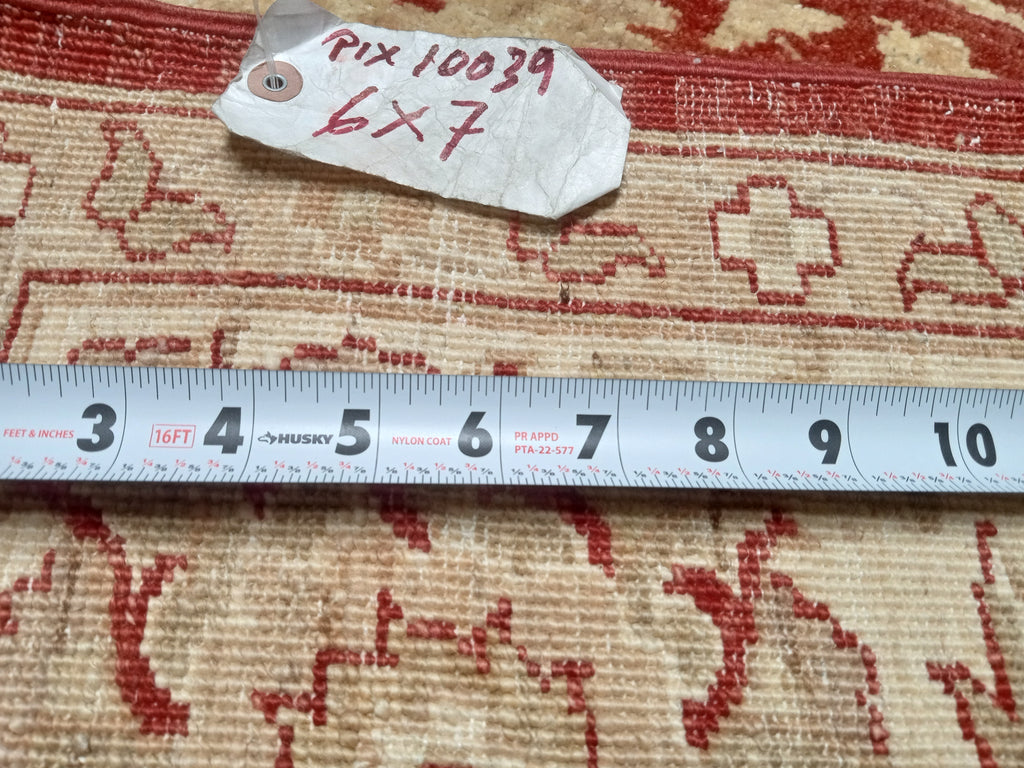 PIX 10039
6X7
3 4 5 6 7 8 9 10
FEET & INCHES 16FT HUSKY NYLON COAT PR APPD
PTA-22-577